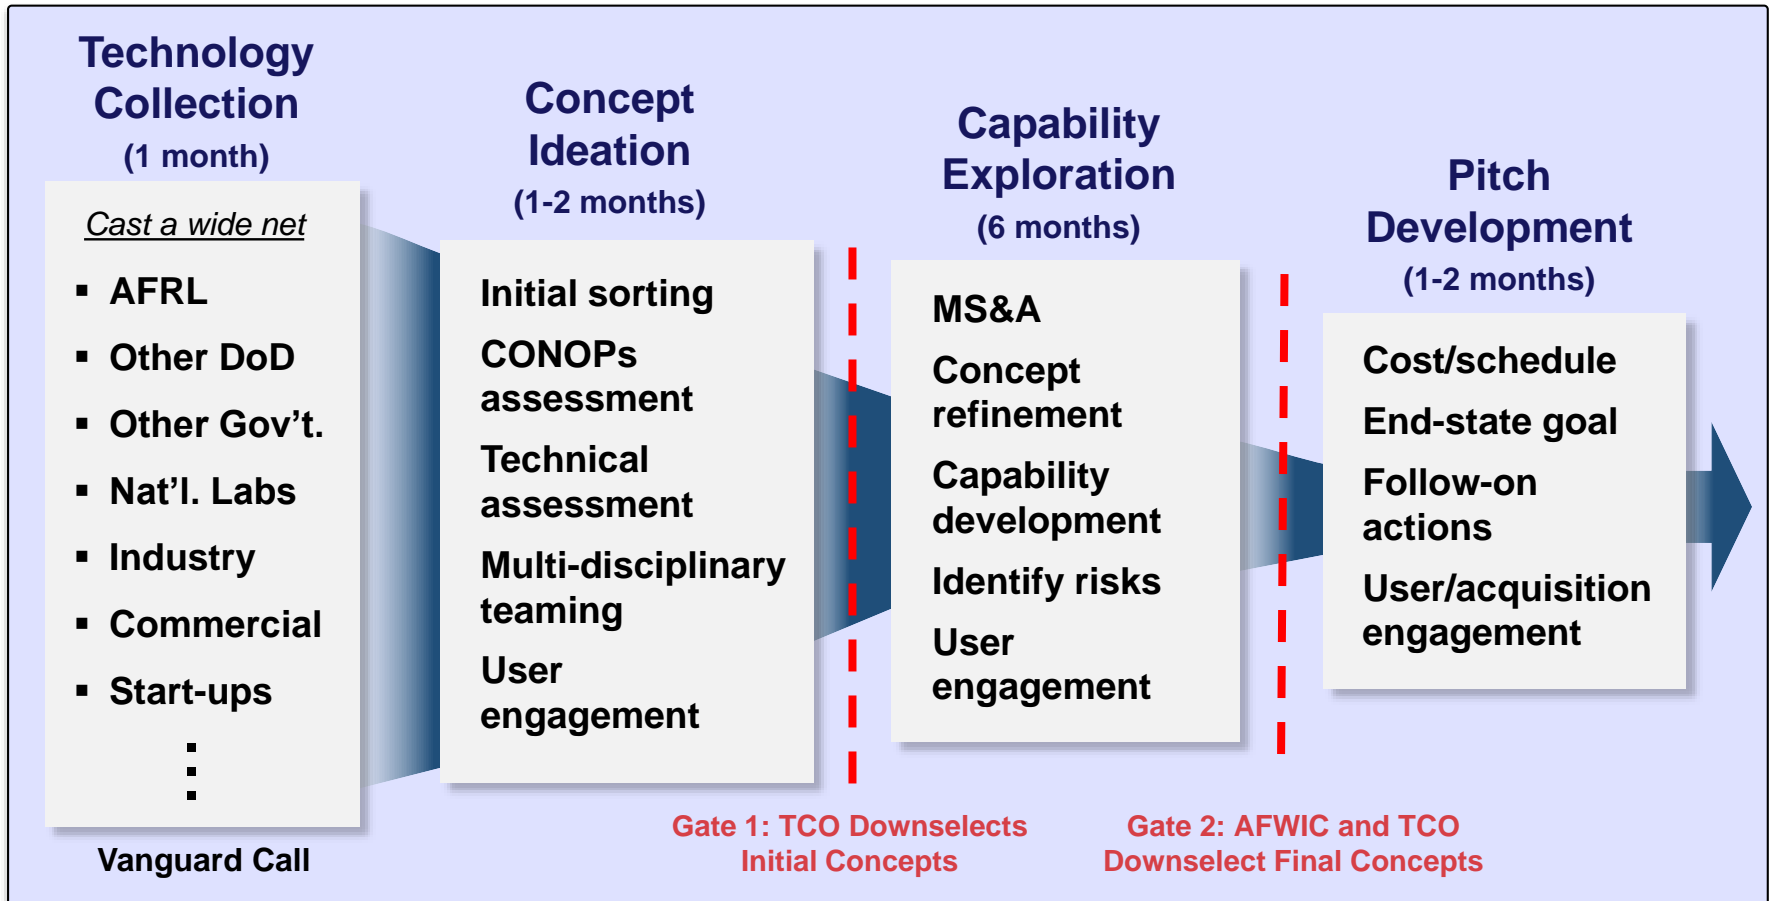 Technology
Collection
(1 month)
Cast a wide net
▪ AFRL
▪ Other DoD
▪ Other Gov’t.
▪ Nat’l. Labs
▪ Industry
▪ Commercial
▪ Start-ups
Vanguard Call
Concept
Ideation
(1-2 months)
Initial sorting
CONOPs
assessment
Technical
assessment
Multi-disciplinary
teaming
User
engagement
Gate 1: TCO Downselects
Initial Concepts
Capability
Exploration
(6 months)
MS&A
Concept
refinement
Capability
development
Identify risks
User
engagement
Gate 2: AFWIC and TCO
Downselect Final Concepts
Pitch
Development
(1-2 months)
Cost/schedule
End-state goal
Follow-on
actions
User/acquisition
engagement